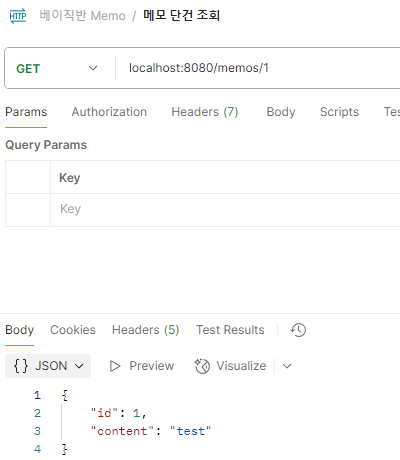 HTTP 베이직반 Memo / 메모 단건 조회
GET localhost:8080/memos/1
Params Authorization Headers (7) Body Scripts Tes
Query Params
Key
Key
Body Cookies Headers (5) Test Results
{} JSON Preview Visualize
1 {
2 "id": 1,
3 "content": "test"
4 }